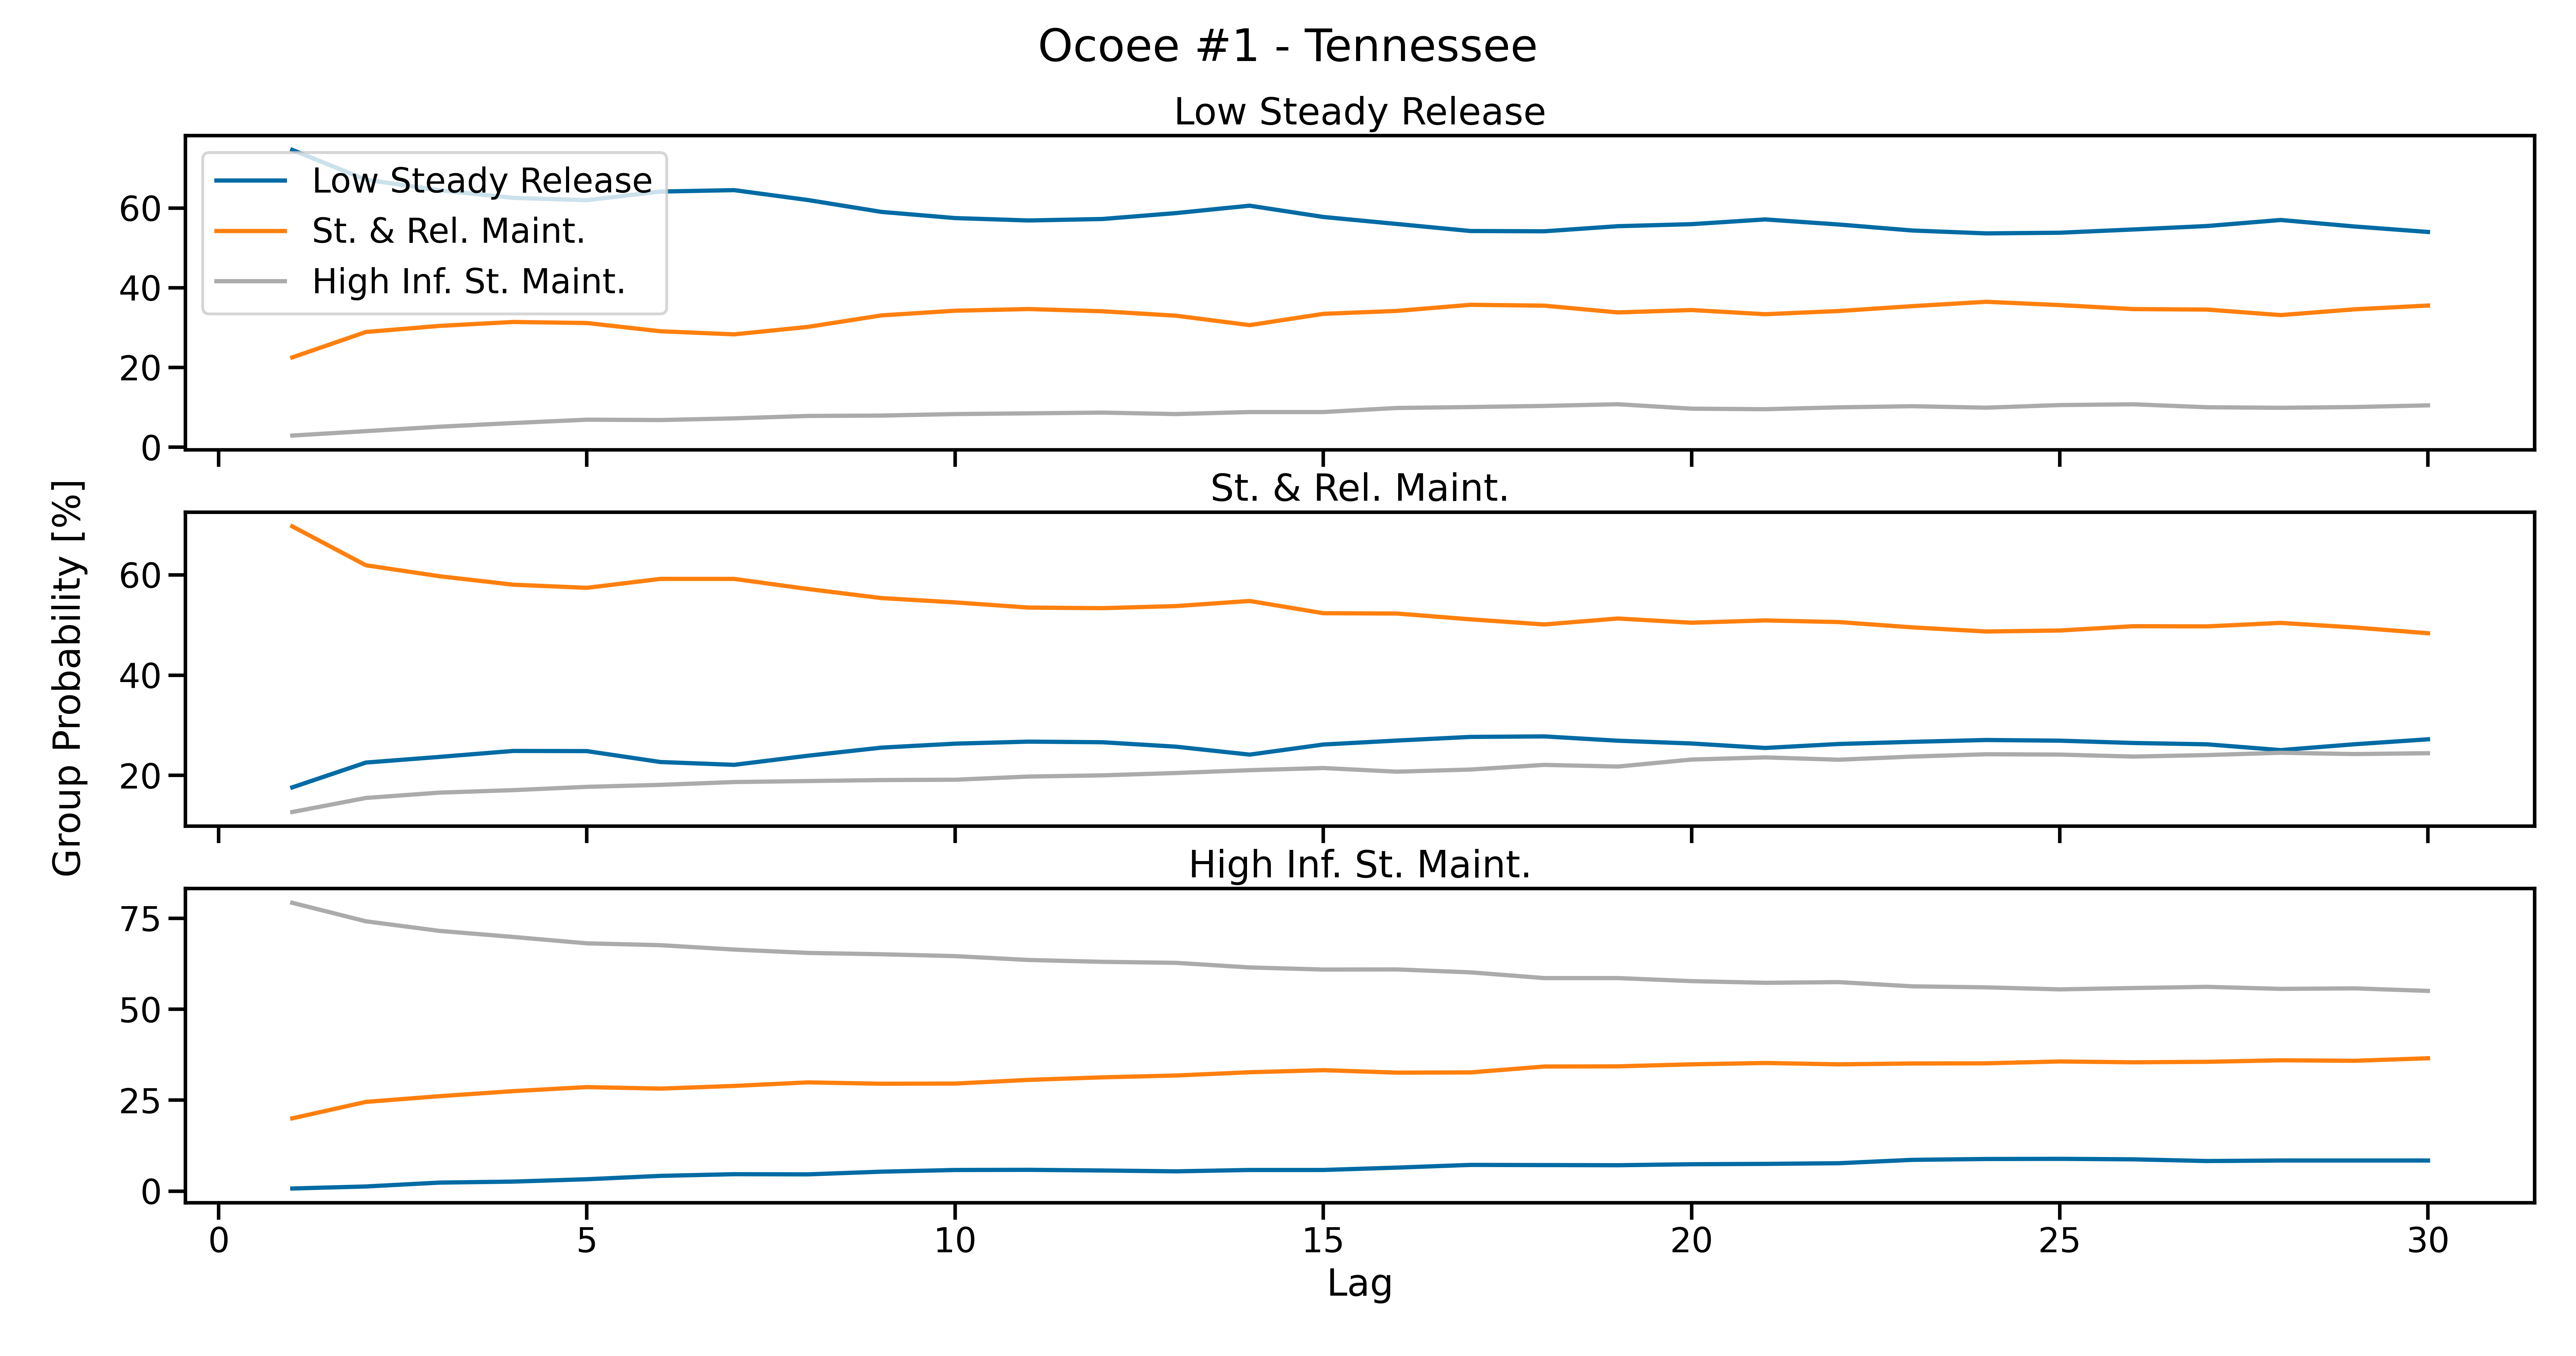 Ocoee #1 - Tennessee
Low Steady Release
60
40
20
0
Low Steady Release
St. & Rel. Maint.
High Inf. St. Maint.
Group Probability [%]
St. & Rel. Maint.
60
40
20
High Inf. St. Maint.
75
50
25
0
0 5 10 15 20 25 30
Lag